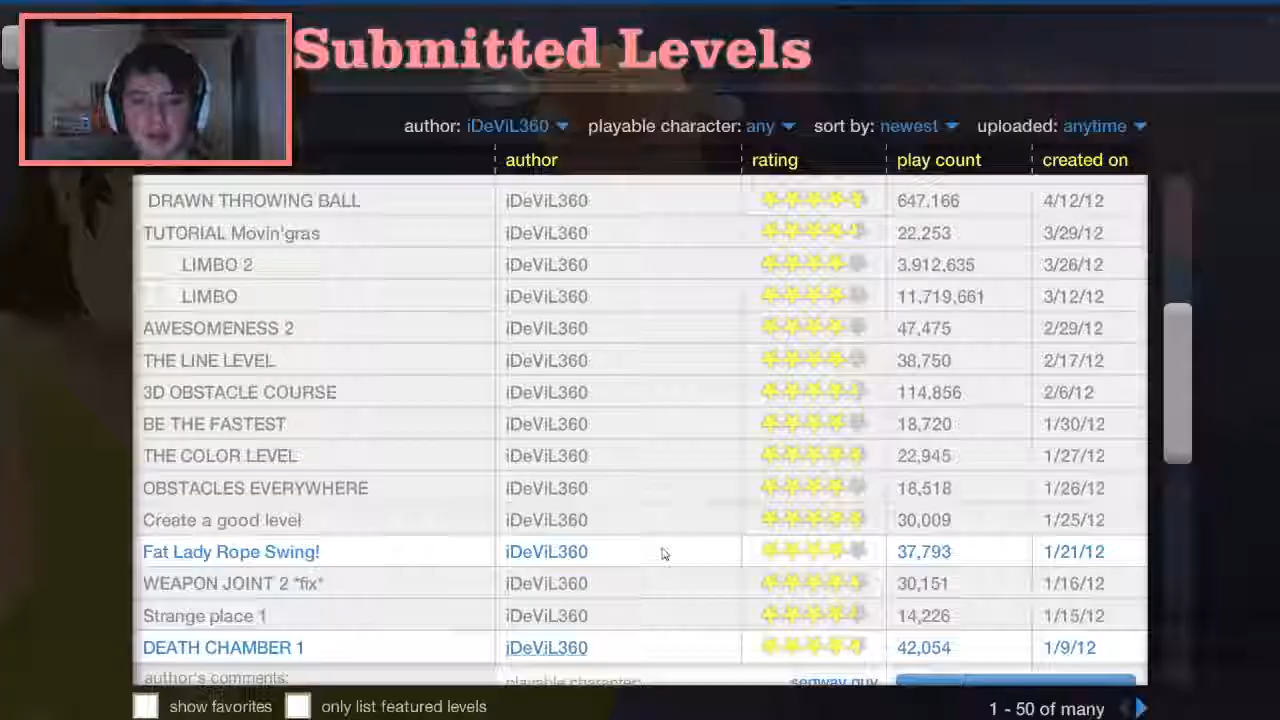 Submitted Levels
author: iDeViL360 playable character: any sort by: newest uploaded: anytime
author rating play count created on
DRAWN THROWING BALL iDeViL360 647,166 4/12/12
TUTORIAL Movin'gras iDeViL360 22,253 3/29/12
LIMBO 2 iDeViL360 3,912,635 3/26/12
LIMBO iDeViL360 11,719,661 3/12/12
AWESOMENESS 2 iDeViL360 47,475 2/29/12
THE LINE LEVEL iDeViL360 38,750 2/17/12
3D OBSTACLE COURSE iDeViL360 114,856 2/6/12
BE THE FASTEST iDeViL360 18,720 1/30/12
THE COLOR LEVEL iDeViL360 22,945 1/27/12
OBSTACLES EVERYWHERE iDeViL360 18,518 1/26/12
Create a good level iDeViL360 30,009 1/25/12
Fat Lady Rope Swing! iDeViL360 37,793 1/21/12
WEAPON JOINT 2 *fix* iDeViL360 30,151 1/16/12
Strange place 1 iDeViL360 14,226 1/15/12
DEATH CHAMBER 1 iDeViL360 42,054 1/9/12
author's comments: playable character: segway guy
show favorites only list featured levels 1 - 50 of many